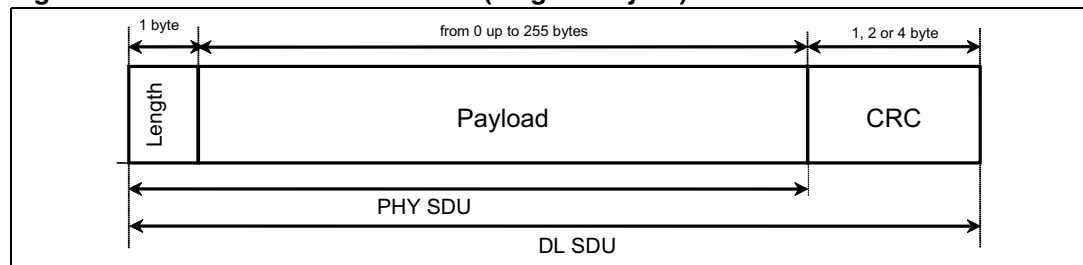 1 byte from 0 up to 255 bytes 1, 2 or 4 byte
Length Payload CRC
PHY SDU
DL SDU